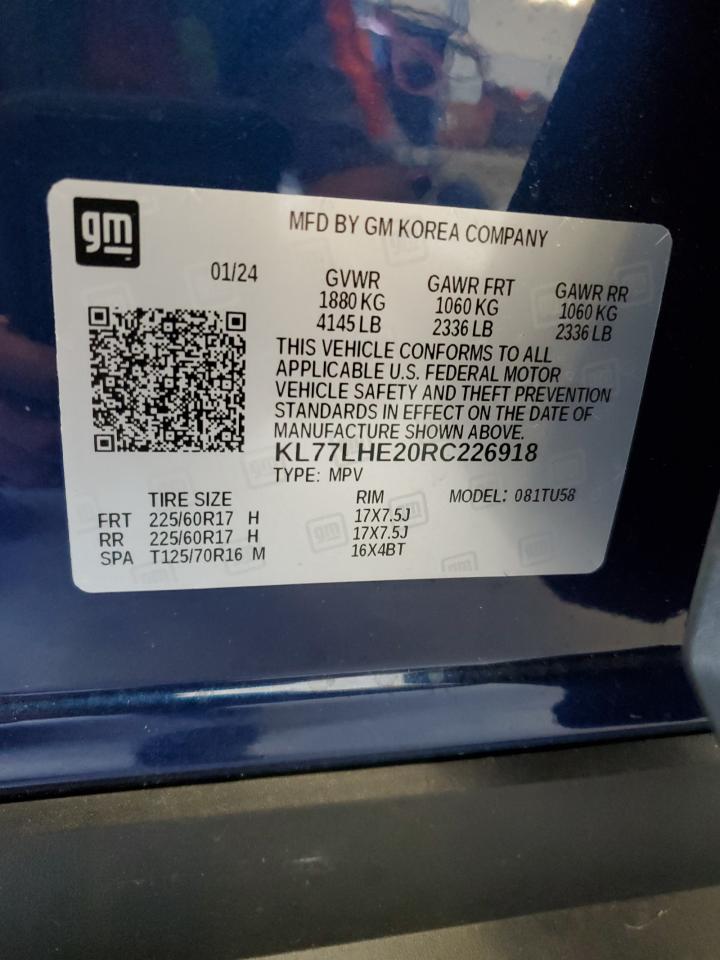 gm
MFD BY GM KOREA COMPANY
01/24
GVWR GAWR FRT GAWR RR
1880 KG 1060 KG 1060 KG
4145 LB 2336 LB 2336 LB
THIS VEHICLE CONFORMS TO ALL
APPLICABLE U.S. FEDERAL MOTOR
VEHICLE SAFETY AND THEFT PREVENTION
STANDARDS IN EFFECT ON THE DATE OF
MANUFACTURE SHOWN ABOVE.
KL77LHE20RC226918
TYPE: MPV
TIRE SIZE RIM MODEL: 081TU58
FRT 225/60R17 H 17X7.5J
RR 225/60R17 H 17X7.5J
SPA T125/70R16 M 16X4BT